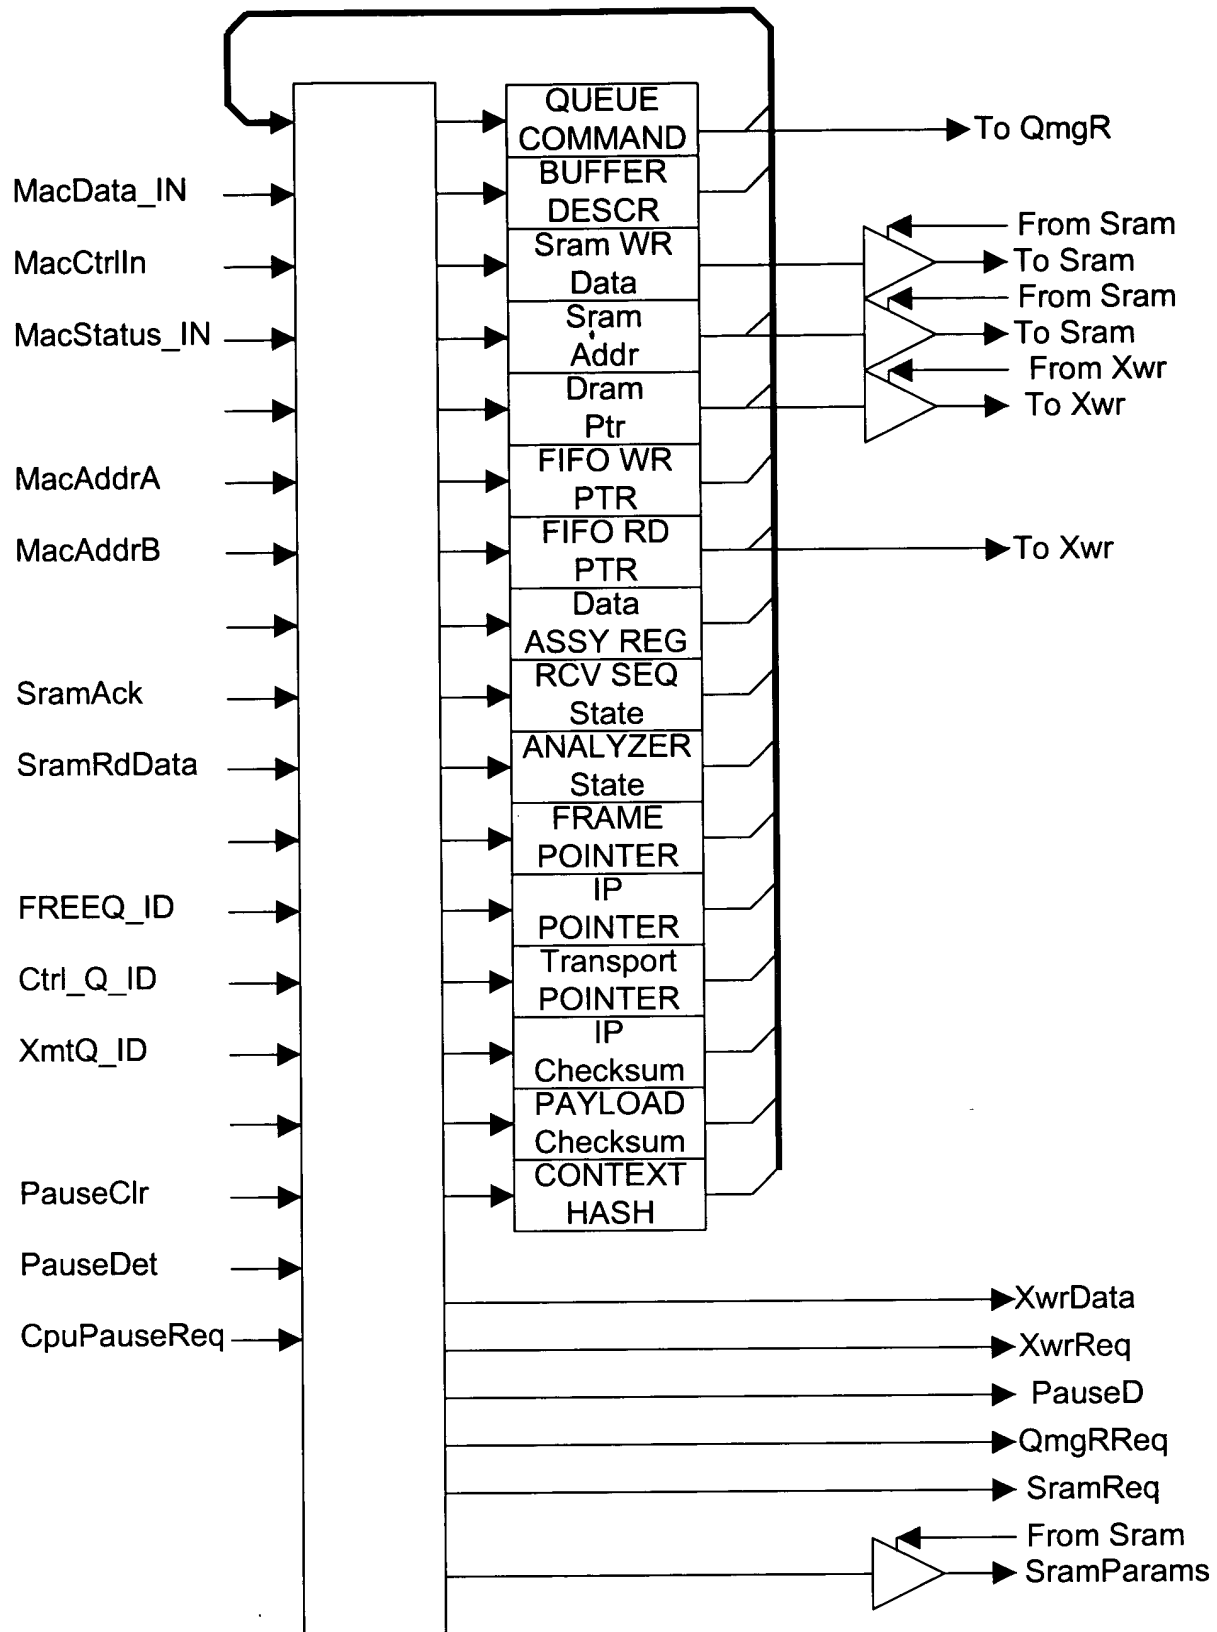 QUEUE
COMMAND
BUFFER
DESCR
Sram WR
Data
Sram
Addr
Dram
Ptr
FIFO WR
PTR
FIFO RD
PTR
Data
ASSY REG
RCV SEQ
State
ANALYZER
State
FRAME
POINTER
IP
POINTER
Transport
POINTER
IP
Checksum
PAYLOAD
Checksum
CONTEXT
HASH
MacData_IN
MacCtrlIn
MacStatus_IN
MacAddrA
MacAddrB
SramAck
SramRdData
FREEQ_ID
Ctrl_Q_ID
XmtQ_ID
PauseClr
PauseDet
CpuPauseReq
To QmgR
From Sram
To Sram
From Sram
To Sram
From Xwr
To Xwr
To Xwr
XwrData
XwrReq
PauseD
QmgRReq
SramReq
From Sram
SramParams